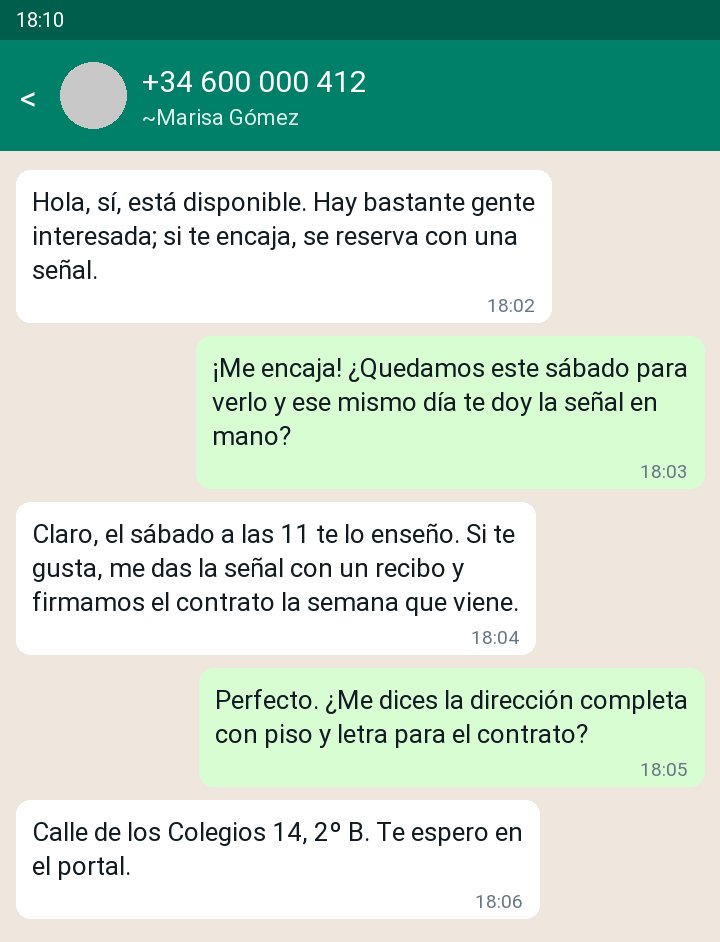 18:10
<
+34 600 000 412
~Marisa Gómez
Hola, sí, está disponible. Hay bastante gente
interesada; si te encaja, se reserva con una
señal.
18:02
¡Me encaja! ¿Quedamos este sábado para
verlo y ese mismo día te doy la señal en
mano?
18:03
Claro, el sábado a las 11 te lo enseño. Si te
gusta, me das la señal con un recibo y
firmamos el contrato la semana que viene.
18:04
Perfecto. ¿Me dices la dirección completa
con piso y letra para el contrato?
18:05
Calle de los Colegios 14, 2º B. Te espero en
el portal.
18:06